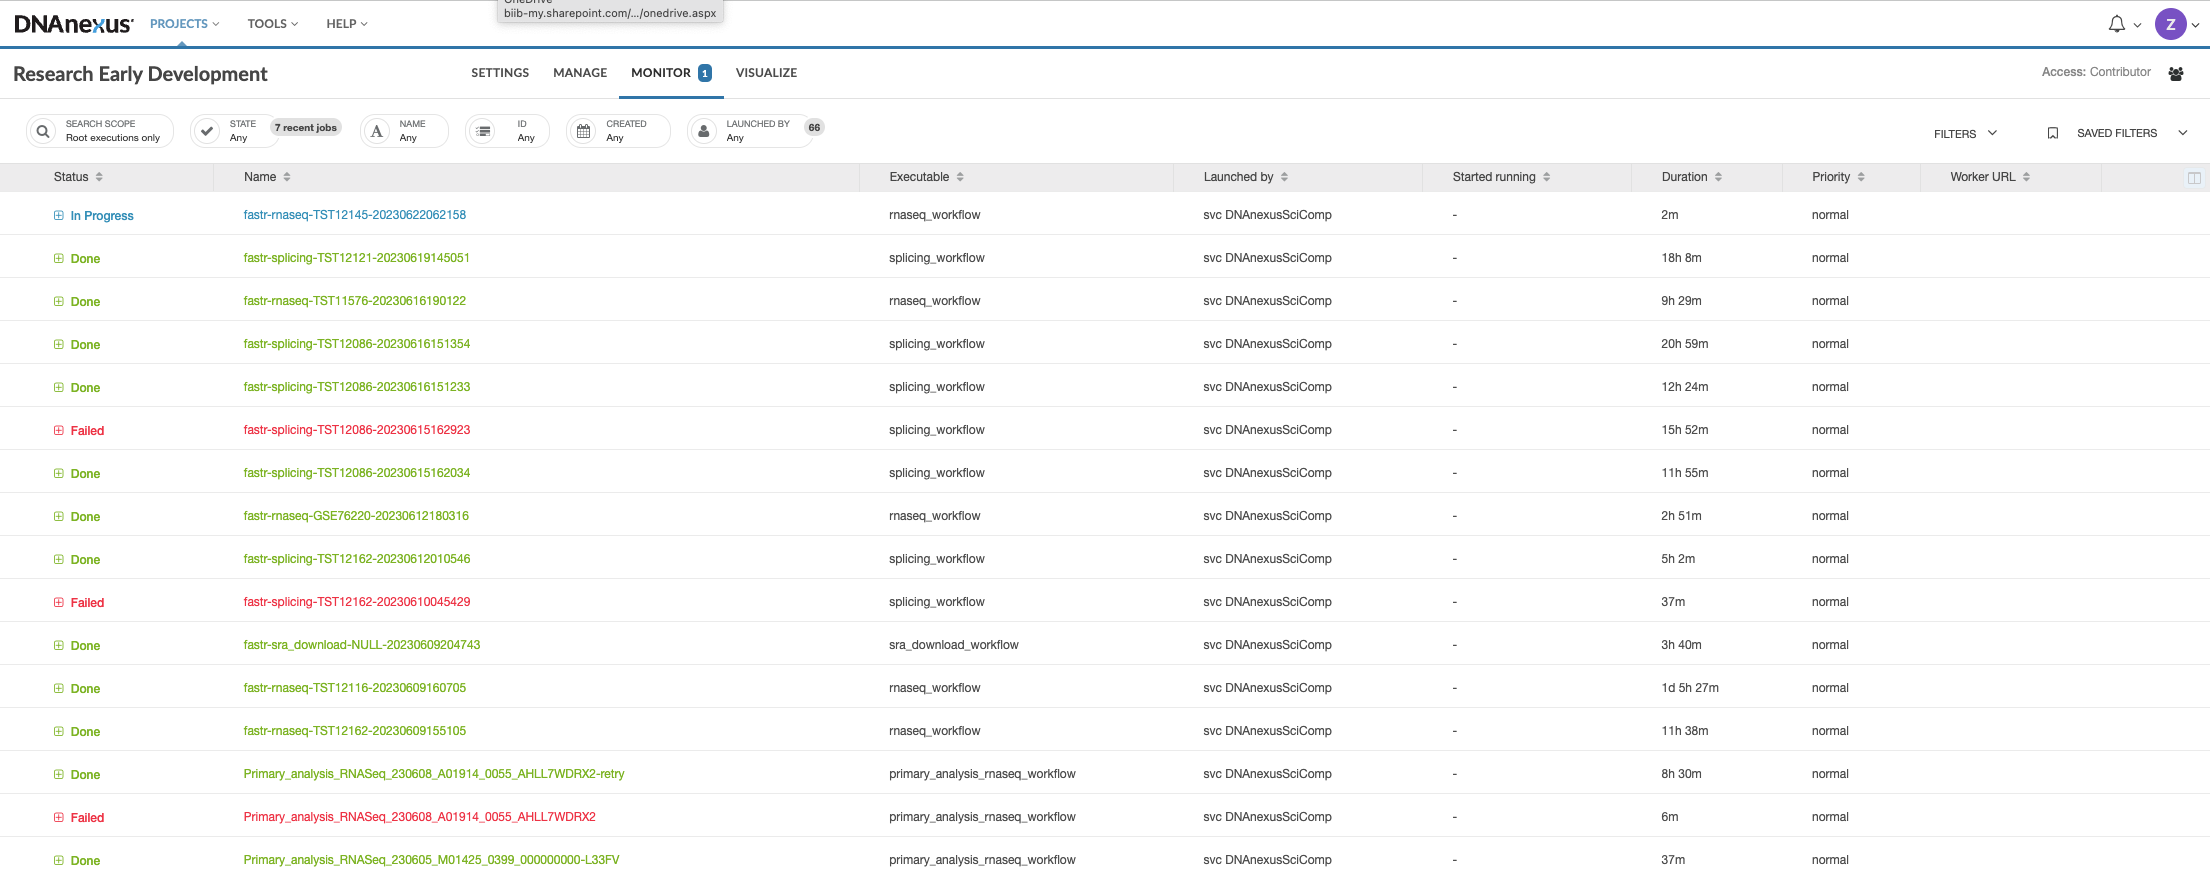 OneDrive
biib-my.sharepoint.com/.../onedrive.aspx
DNAnexus PROJECTS TOOLS HELP Z
Research Early Development SETTINGS MANAGE MONITOR 1 VISUALIZE Access: Contributor
SEARCH SCOPE STATE 7 recent jobs NAME ID CREATED LAUNCHED BY 66
Root executions only Any A Any Any Any Any FILTERS SAVED FILTERS
Status Name Executable Launched by Started running Duration Priority Worker URL
In Progress fastr-rnaseq-TST12145-20230622062158 rnaseq_workflow svc DNAnexusSciComp - 2m normal
Done fastr-splicing-TST12121-20230619145051 splicing_workflow svc DNAnexusSciComp - 18h 8m normal
Done fastr-rnaseq-TST11576-20230616190122 rnaseq_workflow svc DNAnexusSciComp - 9h 29m normal
Done fastr-splicing-TST12086-20230616151354 splicing_workflow svc DNAnexusSciComp - 20h 59m normal
Done fastr-splicing-TST12086-20230616151233 splicing_workflow svc DNAnexusSciComp - 12h 24m normal
Failed fastr-splicing-TST12086-20230615162923 splicing_workflow svc DNAnexusSciComp - 15h 52m normal
Done fastr-splicing-TST12086-20230615162034 splicing_workflow svc DNAnexusSciComp - 11h 55m normal
Done fastr-rnaseq-GSE76220-20230612180316 rnaseq_workflow svc DNAnexusSciComp - 2h 51m normal
Done fastr-splicing-TST12162-20230612010546 splicing_workflow svc DNAnexusSciComp - 5h 2m normal
Failed fastr-splicing-TST12162-20230610045429 splicing_workflow svc DNAnexusSciComp - 37m normal
Done fastr-sra_download-NULL-20230609204743 sra_download_workflow svc DNAnexusSciComp - 3h 40m normal
Done fastr-rnaseq-TST12116-20230609160705 rnaseq_workflow svc DNAnexusSciComp - 1d 5h 27m normal
Done fastr-rnaseq-TST12162-20230609155105 rnaseq_workflow svc DNAnexusSciComp - 11h 38m normal
Done Primary_analysis_RNASeq_230608_A01914_0055_AHLL7WDRX2-retry primary_analysis_rnaseq_workflow svc DNAnexusSciComp - 8h 30m normal
Failed Primary_analysis_RNASeq_230608_A01914_0055_AHLL7WDRX2 primary_analysis_rnaseq_workflow svc DNAnexusSciComp - 6m normal
Done Primary_analysis_RNASeq_230605_M01425_0399_000000000-L33FV primary_analysis_rnaseq_workflow svc DNAnexusSciComp - 37m normal